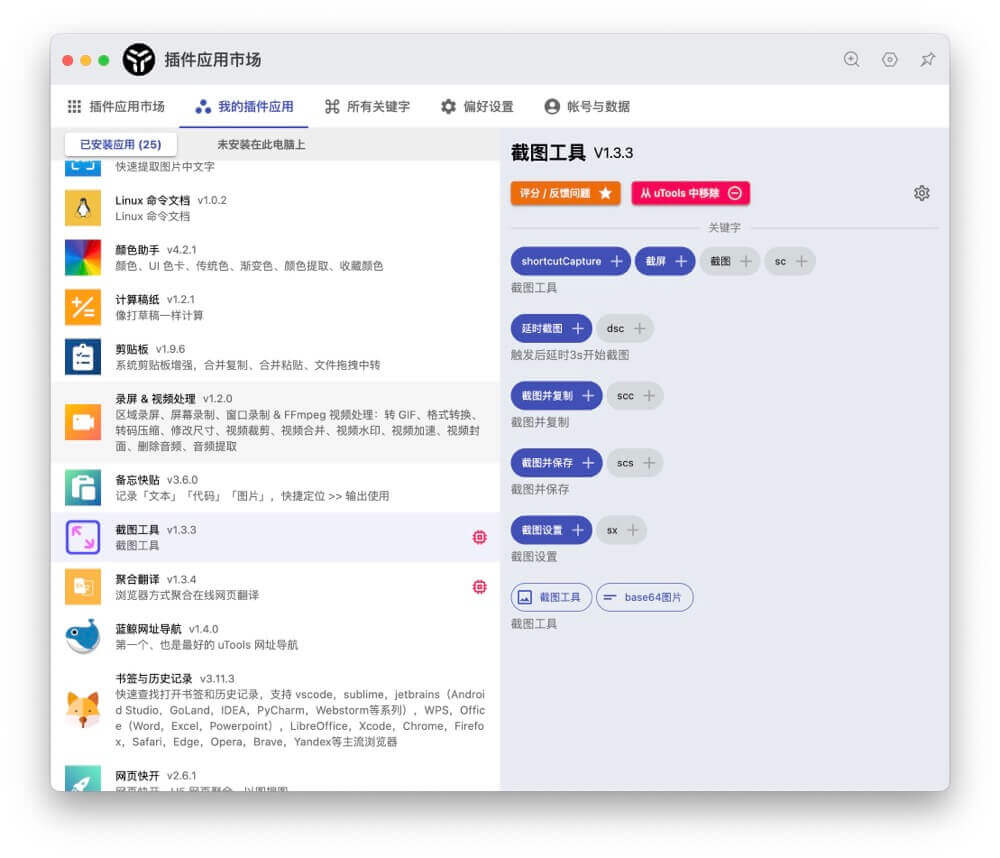 插件应用市场
插件应用市场
我的插件应用
所有关键字
偏好设置
帐号与数据
已安装应用 (25)
未安装在此电脑上
快速提取图片中文字
Linux 命令文档 v1.0.2
Linux 命令文档
颜色助手 v4.2.1
颜色、UI 色卡、传统色、渐变色、颜色提取、收藏颜色
计算稿纸 v1.2.1
像打草稿一样计算
剪贴板 v1.9.6
系统剪贴板增强，合并复制、合并粘贴、文件拖拽中转
录屏 & 视频处理 v1.2.0
区域录屏、屏幕录制、窗口录制 & FFmpeg 视频处理：转 GIF、格式转换、
转码压缩、修改尺寸、视频裁剪、视频合并、视频水印、视频加速、视频封
面、删除音频、音频提取
备忘快贴 v3.6.0
记录「文本」「代码」「图片」，快捷定位 >> 输出使用
截图工具 v1.3.3
截图工具
聚合翻译 v1.3.4
浏览器方式聚合在线网页翻译
蓝鲸网址导航 v1.4.0
第一个、也是最好的 uTools 网址导航
书签与历史记录 v3.11.3
快速查找打开书签和历史记录，支持 vscode，sublime，jetbrains（Androi
d Studio，GoLand，IDEA，PyCharm，Webstorm等系列），WPS，Offic
e（Word，Excel，Powerpoint），LibreOffice，Xcode，Chrome，Firefo
x，Safari，Edge，Opera，Brave，Yandex等主流浏览器
网页快开 v2.6.1
截图工具 V1.3.3
评分 / 反馈问题
从 uTools 中移除
关键字
shortcutCapture
截屏
截图
sc
截图工具
延时截图
dsc
触发后延时3s开始截图
截图并复制
scc
截图并复制
截图并保存
scs
截图并保存
截图设置
sx
截图设置
截图工具
base64图片
截图工具